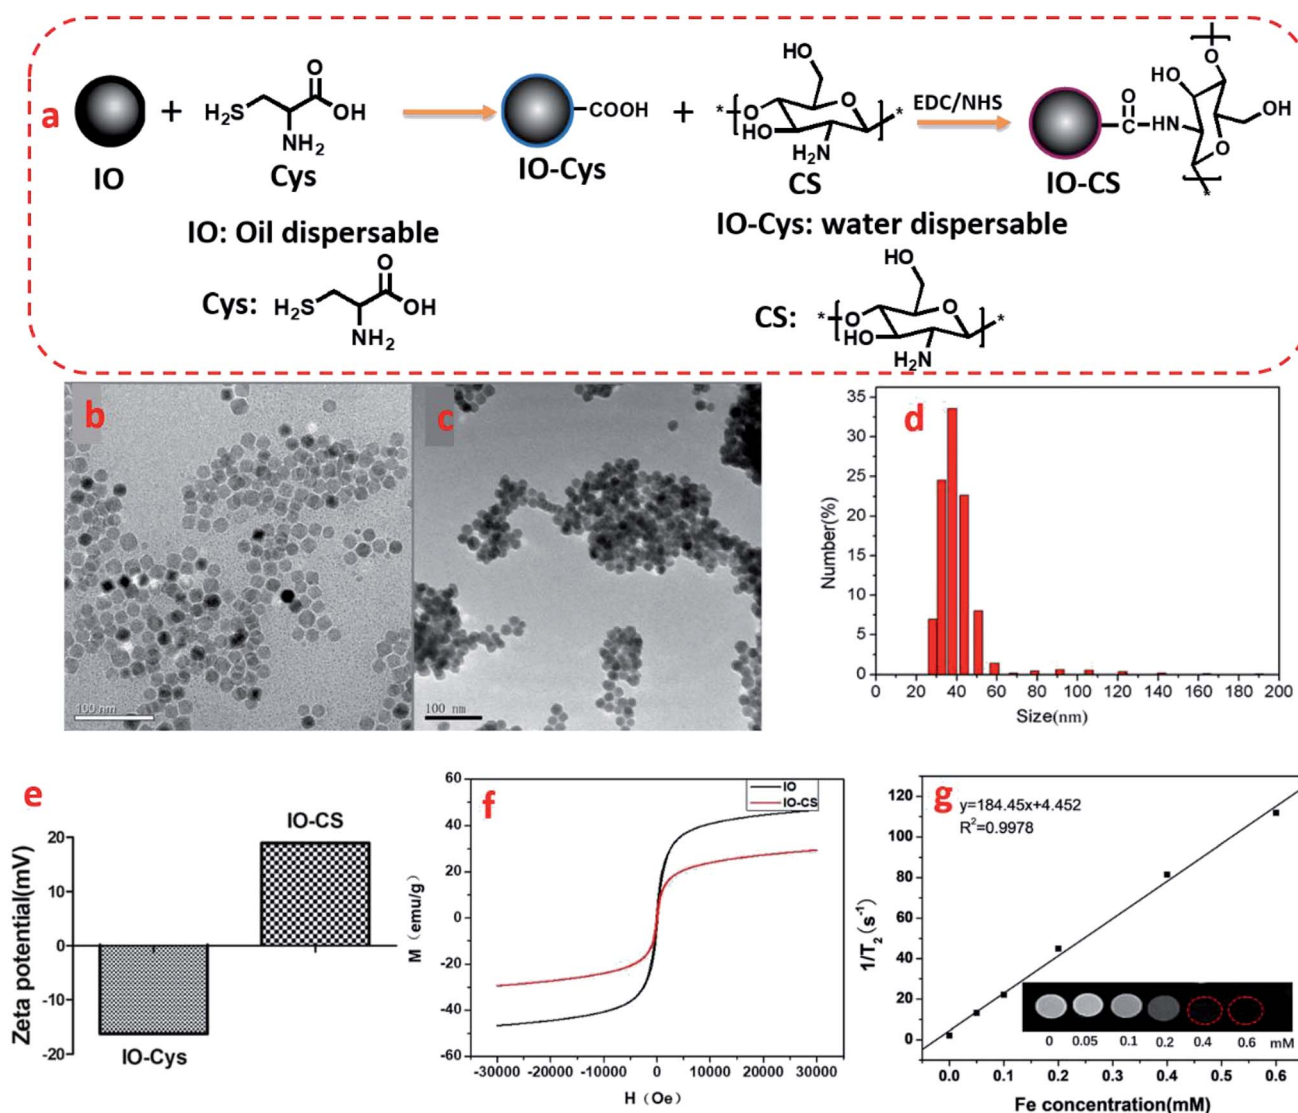 a
IO
+
H₂S
O
OH
NH₂
Cys
COOH
IO-Cys
+
HO
*
O
O
*
HO
H₂N
CS
EDC/NHS
O
C
HN
HO
O
O
OH
O
*
IO-CS
IO: Oil dispersable
IO-Cys: water dispersable
Cys:
H₂S
O
OH
NH₂
CS:
HO
*
O
O
*
HO
H₂N
b
100 nm
c
100 nm
d
Number(%)
35
30
25
20
15
10
5
0
0 20 40 60 80 100 120 140 160 180 200
Size(nm)
e
Zeta potential(mV)
20
10
0
-10
-20
IO-CS
IO-Cys
f
M（emu/g）
60
40
20
0
-20
-40
-60
IO
IO-CS
-30000 -20000 -10000 0 10000 20000 30000
H（Oe）
g
y=184.45x+4.452
R²=0.9978
1/T₂(s⁻¹)
120
100
80
60
40
20
0
0 0.05 0.1 0.2 0.4 0.6 mM
0.0 0.1 0.2 0.3 0.4 0.5 0.6
Fe concentration(mM)